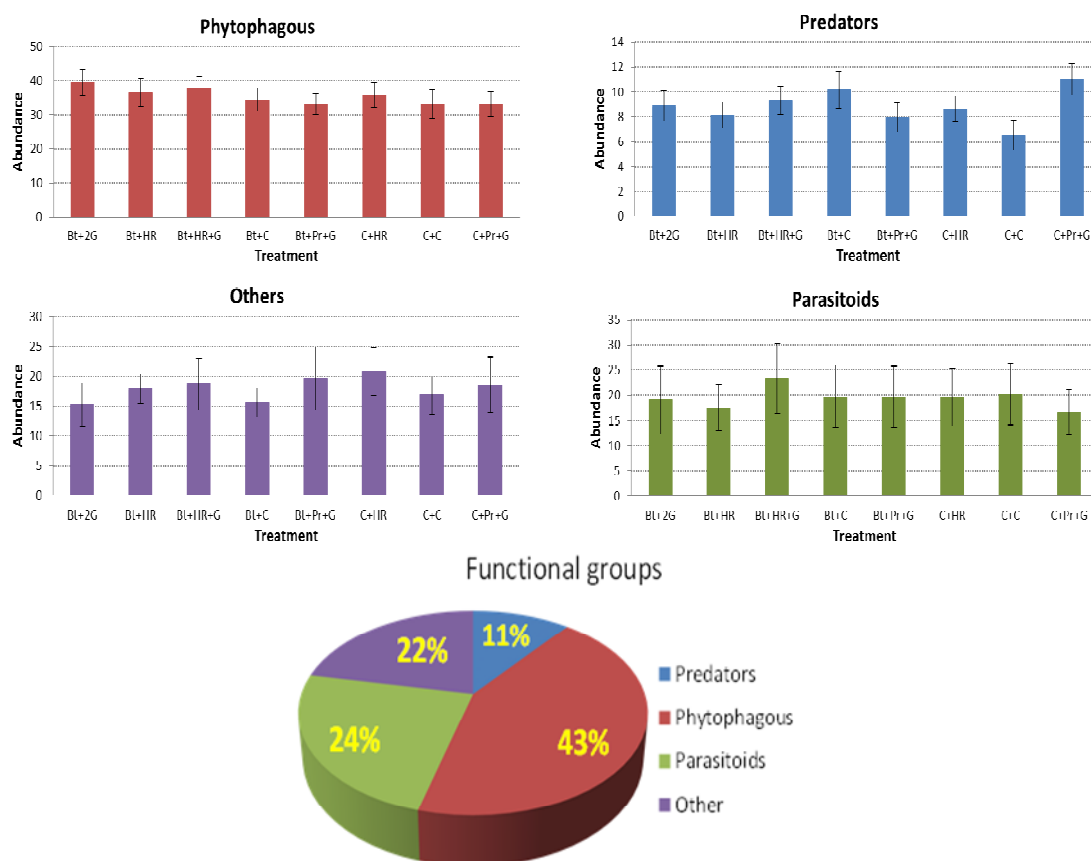 Phytophagous
50
40
30
20
10
0
Abundance
Bt+2G Bt+HR Bt+HR+G Bt+C Bt+Pr+G C+HR C+C C+Pr+G
Treatment
Predators
14
12
10
8
6
4
2
0
Abundance
Bt+2G Bt+HR Bt+HR+G Bt+C Bt+Pr+G C+HR C+C C+Pr+G
Treatment
Others
30
25
20
15
10
5
0
Abundance
Bt+2G Bt+HR Bt+HR+G Bt+C Bt+Pr+G C+HR C+C C+Pr+G
Treatment
Parasitoids
35
30
25
20
15
10
5
0
Abundance
Bt+2G Bt+HR Bt+HR+G Bt+C Bt+Pr+G C+HR C+C C+Pr+G
Treatment
Functional groups
11%
22%
24%
43%
Predators
Phytophagous
Parasitoids
Other